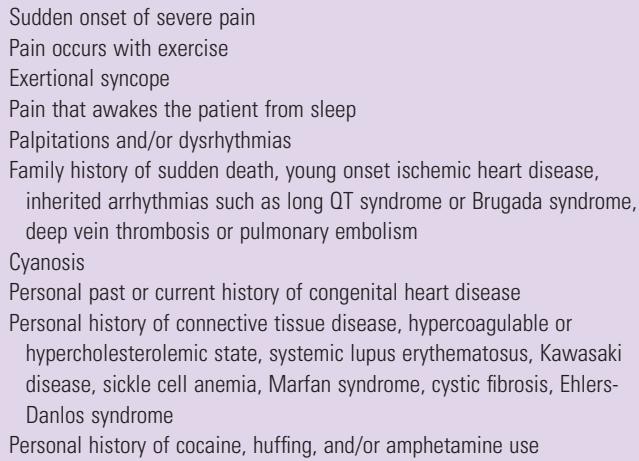 Sudden onset of severe pain
Pain occurs with exercise
Exertional syncope
Pain that awakes the patient from sleep
Palpitations and/or dysrhythmias
Family history of sudden death, young onset ischemic heart disease,
inherited arrhythmias such as long QT syndrome or Brugada syndrome,
deep vein thrombosis or pulmonary embolism
Cyanosis
Personal past or current history of congenital heart disease
Personal history of connective tissue disease, hypercoagulable or
hypercholesterolemic state, systemic lupus erythematosus, Kawasaki
disease, sickle cell anemia, Marfan syndrome, cystic fibrosis, Ehlers-
Danlos syndrome
Personal history of cocaine, huffing, and/or amphetamine use